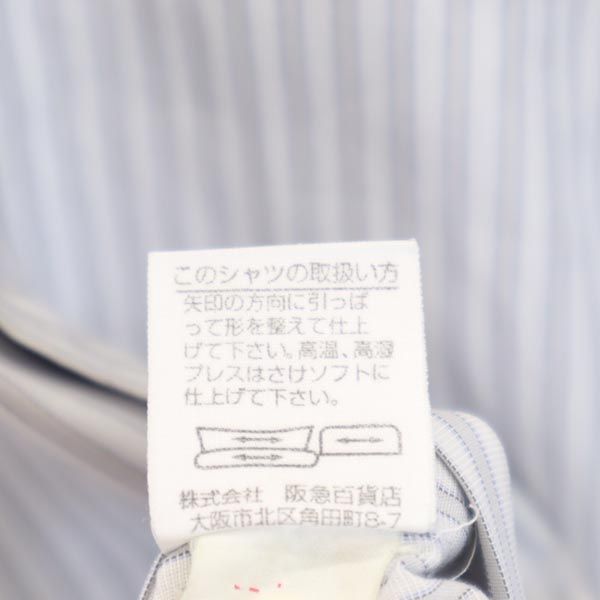 このシャツの取扱い方
矢印の方向に引っぱ
って形を整えて仕上
げて下さい。高温、高湿
プレスはさけソフトに
仕上げて下さい。
株式会社 阪急百貨店
大阪市北区角田町8-7